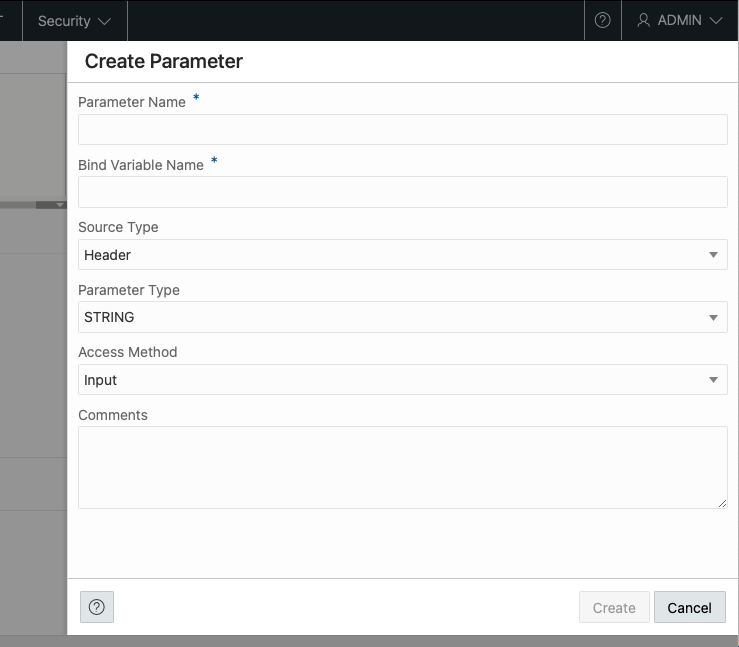 Security
ADMIN
Create Parameter
Parameter Name *
Bind Variable Name *
Source Type
Header
Parameter Type
STRING
Access Method
Input
Comments
Create
Cancel